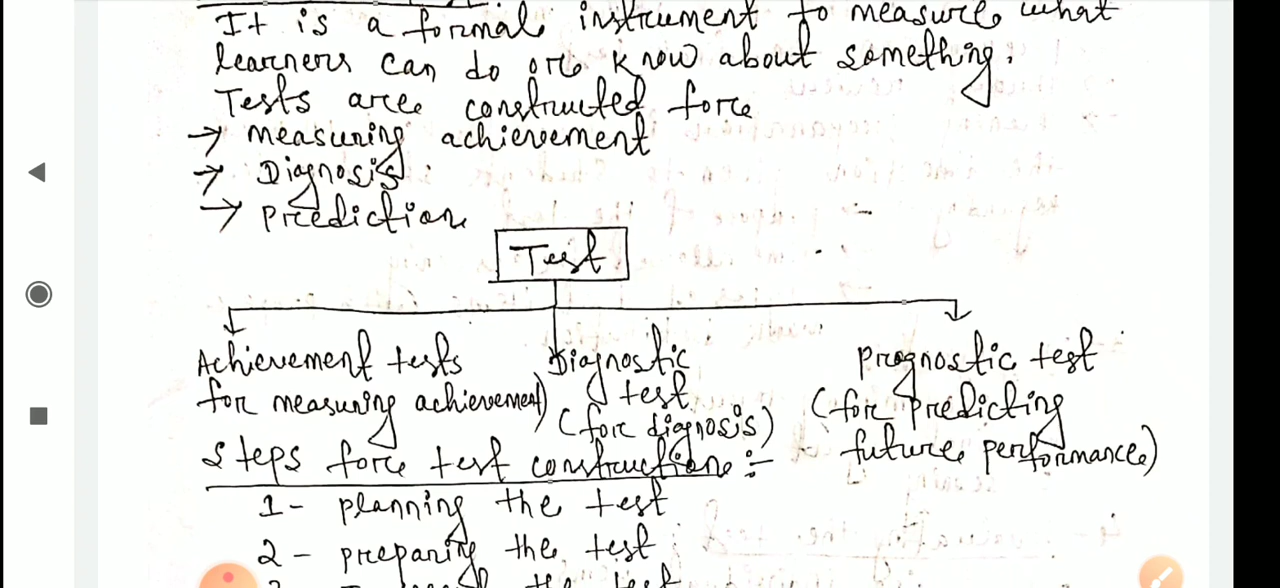 It is a formal instrument to measure what
learners can do or know about something.
Tests are constructed for
→ measuring achievement
→ Diagnosis
→ prediction
Test
Achievement tests
for measuring achievement)
Diagnostic
test
(for diagnosis)
prognostic test
(for predicting
future performance)
Steps for test construction :-
1- planning the test
2- preparing the test
the test